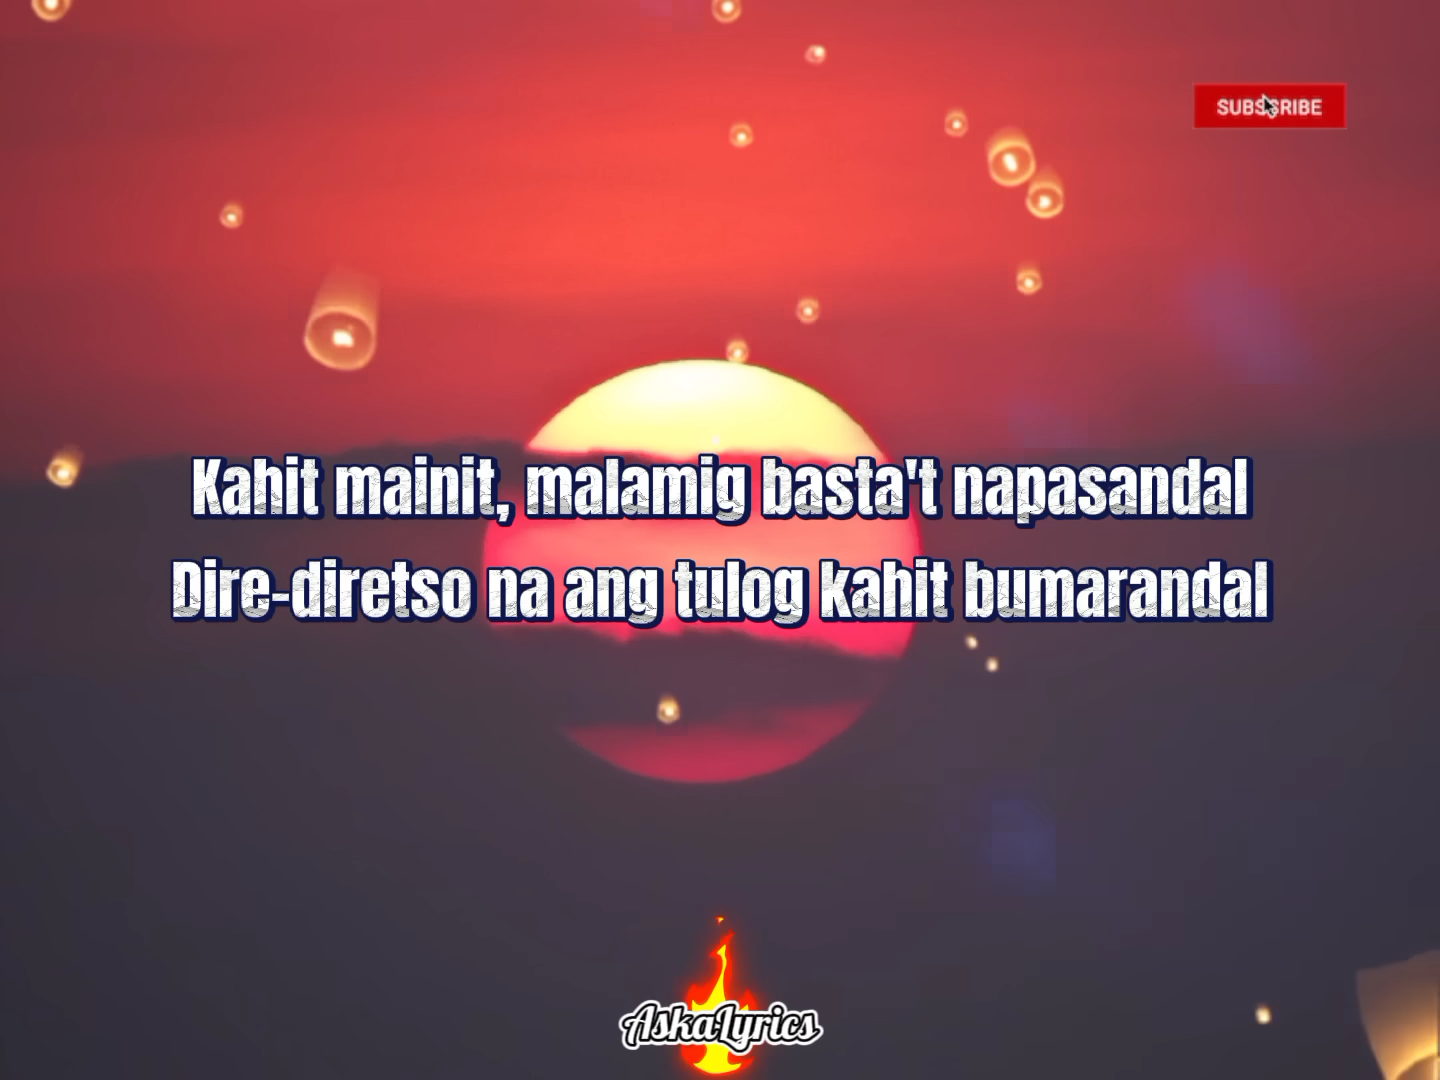 SUBSCRIBE
Kahit mainit, malamig basta't napasandal
Dire-diretso na ang tulog kahit bumarandal
AskaLyrics